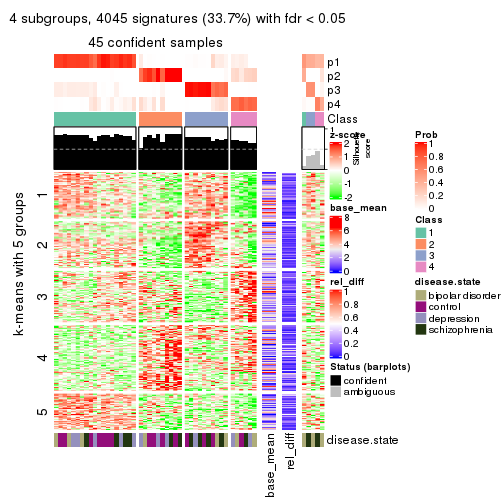 4 subgroups, 4045 signatures (33.7%) with fdr < 0.05
45 confident samples
p1
p2
p3
p4
Class
1
Silhouette
score
k-means with 5 groups
1
2
3
4
5
disease.state
base_mean
rel_diff
z-score
2
1
0
-1
-2
base_mean
8
6
4
2
0
rel_diff
1
0.8
0.6
0.4
0.2
0
Status (barplots)
confident
ambiguous
Prob
1
0.8
0.6
0.4
0.2
0
Class
1
2
3
4
disease.state
bipolar disorder
control
depression
schizophrenia